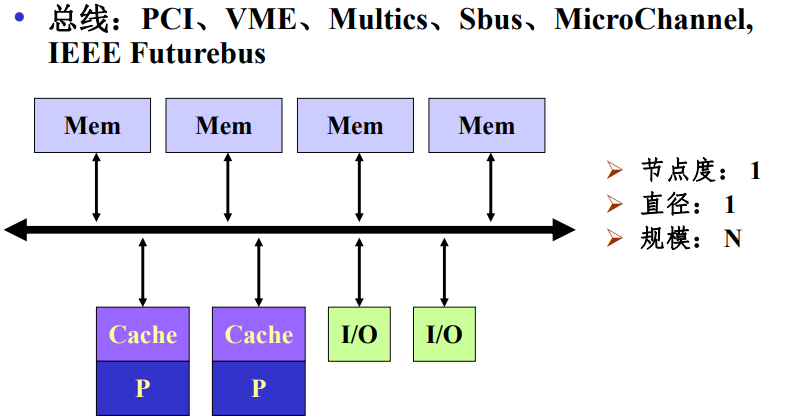 • 总线：PCI、VME、Multics、Sbus、MicroChannel,
IEEE Futurebus
Mem Mem Mem Mem
➢ 节点度： 1
➢ 直径： 1
➢ 规模： N
Cache Cache I/O I/O
P P